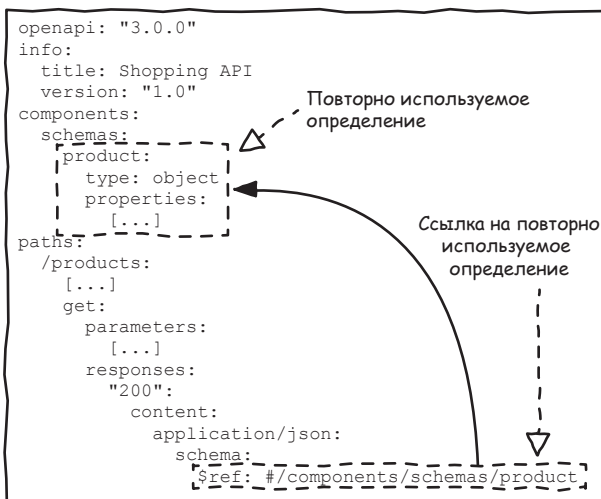 openapi: "3.0.0"
info:
  title: Shopping API
  version: "1.0"
components:
  schemas:
    product:
      type: object
      properties:
        [...]
paths:
  /products:
    [...]
    get:
      parameters:
        [...]
      responses:
        "200":
          content:
            application/json:
              schema:
                $ref: #/components/schemas/product
Повторно используемое
определение
Ссылка на повторно
используемое
определение